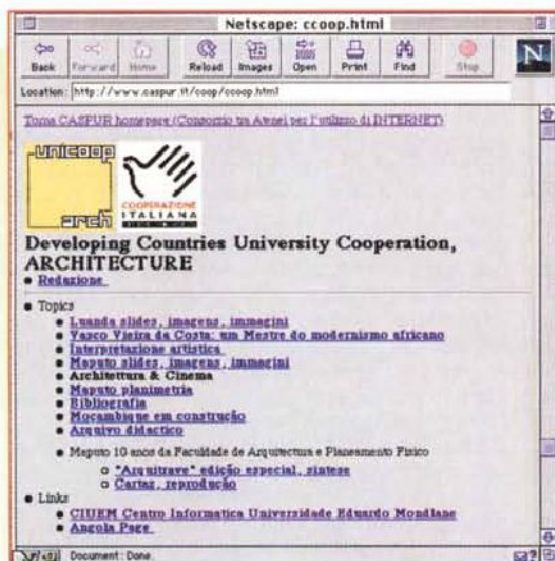 Netscape: ccoop.html
Back Forward Home Reload Images Open Print Find Stop
N
Location: http://www.caspur.it/coop/ccoop.html
Torna CASPUR homepage (Consorzio tra Atenei per l'utilizzo di INTERNET)
unicoop
arch
COOPERAZIONE
ITALIANA
Developing Countries University Cooperation,
ARCHITECTURE
Redazione
Topics
Luanda slides, imagens, immagini
Vasco Vieira da Costa: um Mestre do modernismo africano
Interpretazione artistica
Maputo slides, imagens, immagini
Architettura & Cinema
Maputo planimetria
Bibliografia
Moçambique em construção
Arquivo didactico
Maputo 10 anos da Faculdade de Arquitectura e Planeamento Fisico
"Arquitrave" edição especial, sintese
Cartaz, reprodução
Links
CIUEM Centro Informatica Universidade Eduardo Mondlane
Angola Page
Document: Done.
?